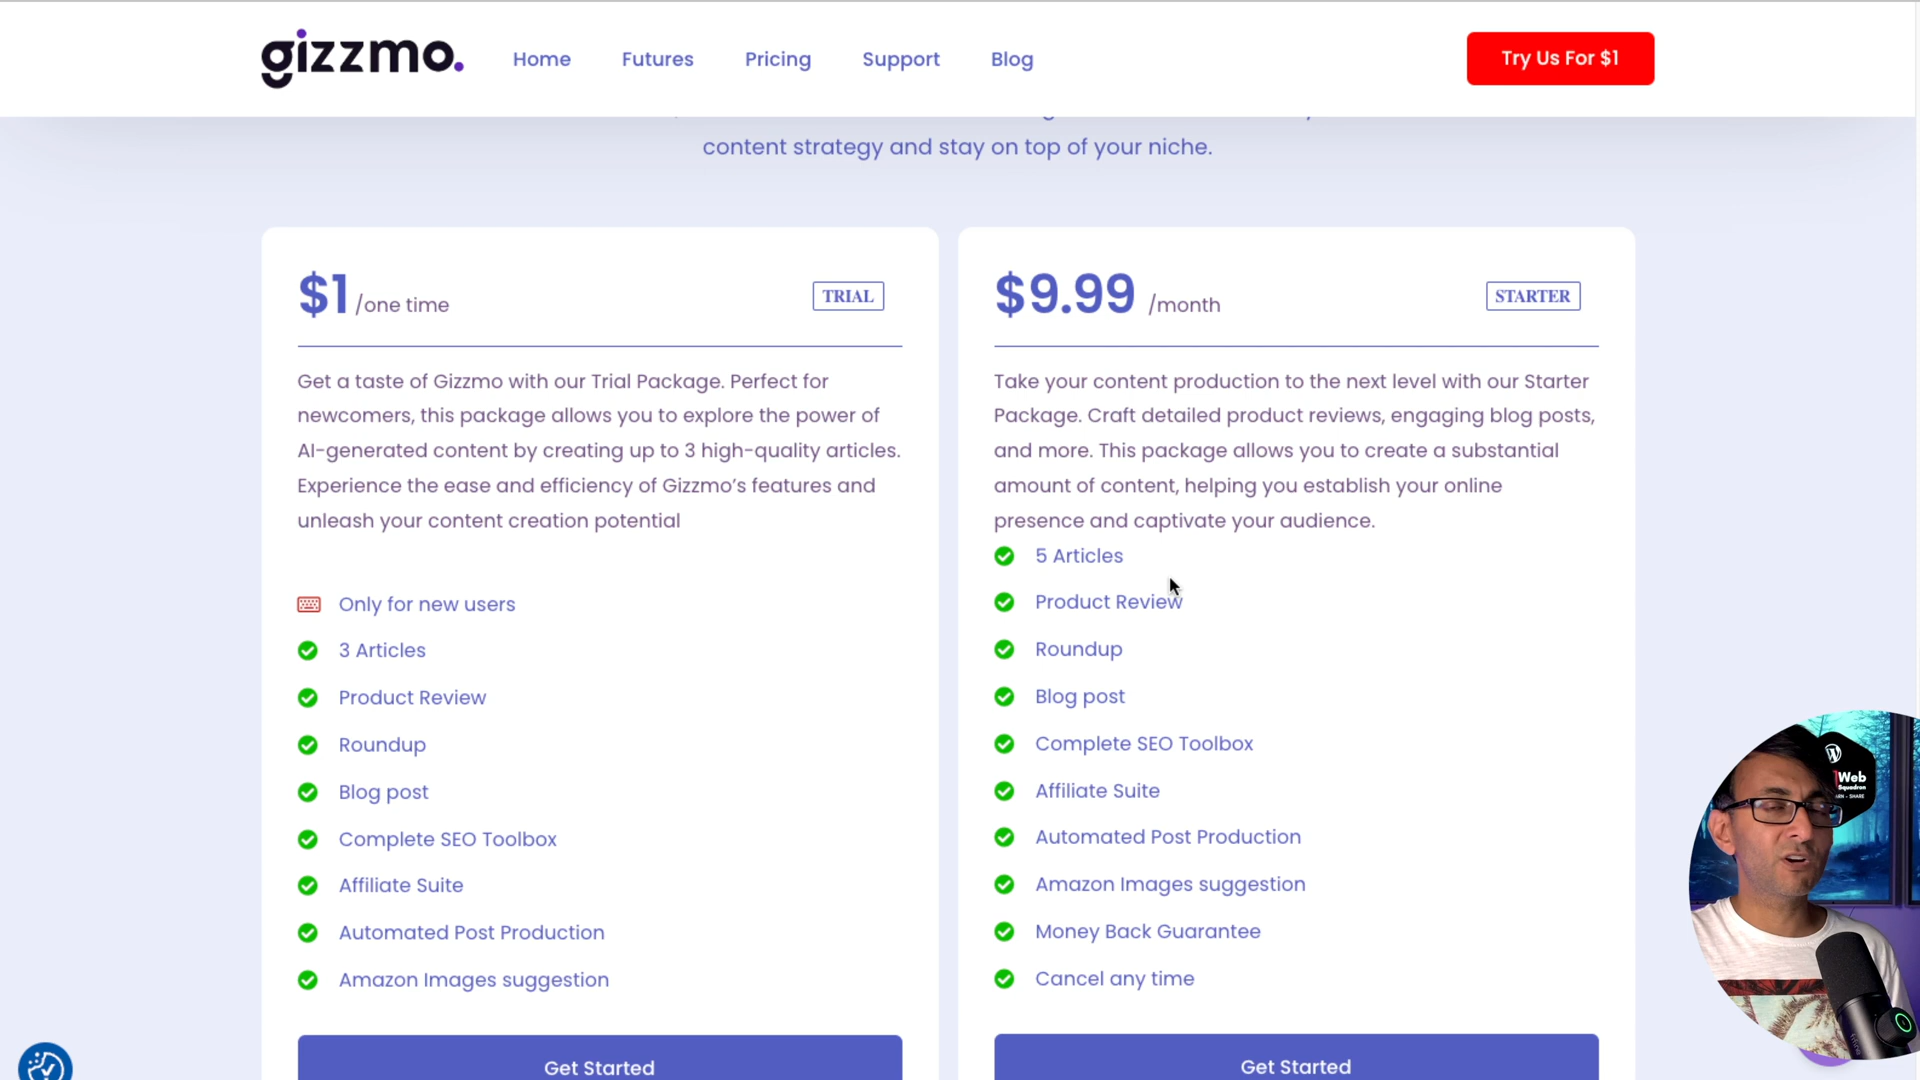 gizzmo.
Home
Futures
Pricing
Support
Blog
Try Us For $1
content strategy and stay on top of your niche.
$1 /one time
TRIAL
Get a taste of Gizzmo with our Trial Package. Perfect for
newcomers, this package allows you to explore the power of
AI-generated content by creating up to 3 high-quality articles.
Experience the ease and efficiency of Gizzmo’s features and
unleash your content creation potential
Only for new users
3 Articles
Product Review
Roundup
Blog post
Complete SEO Toolbox
Affiliate Suite
Automated Post Production
Amazon Images suggestion
Get Started
$9.99 /month
STARTER
Take your content production to the next level with our Starter
Package. Craft detailed product reviews, engaging blog posts,
and more. This package allows you to create a substantial
amount of content, helping you establish your online
presence and captivate your audience.
5 Articles
Product Review
Roundup
Blog post
Complete SEO Toolbox
Affiliate Suite
Automated Post Production
Amazon Images suggestion
Money Back Guarantee
Cancel any time
Get Started
Web
Squadron
SHARE